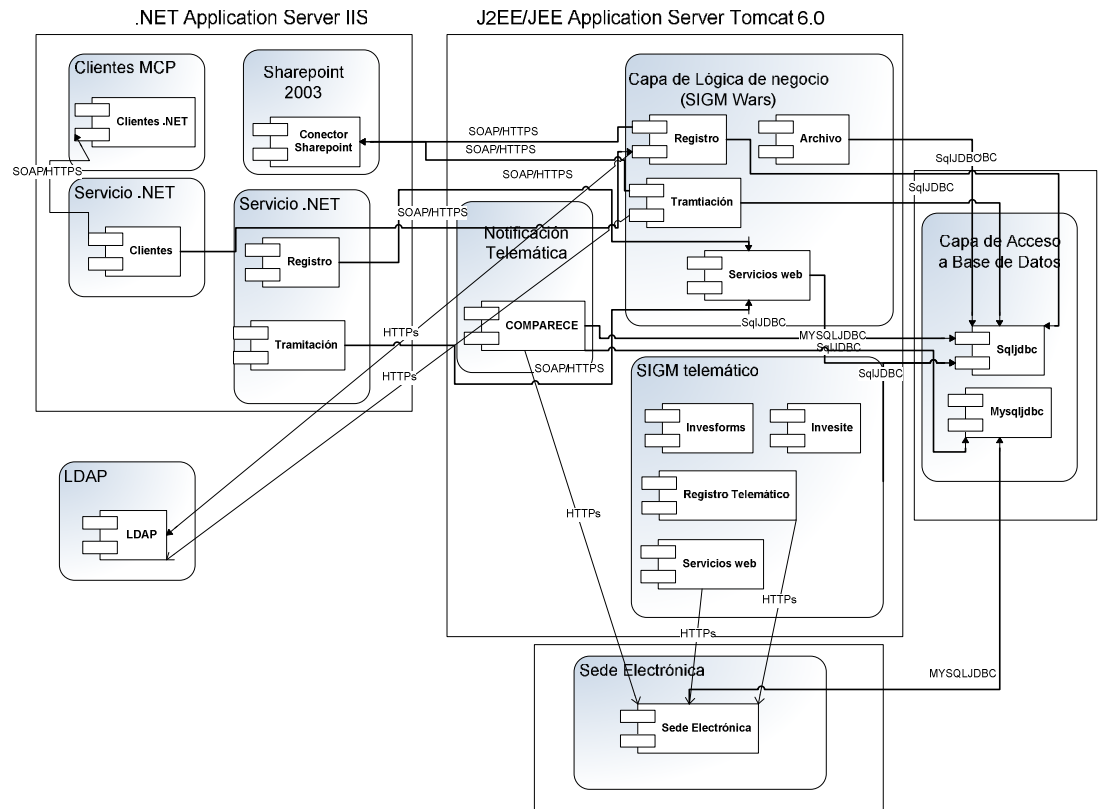 .NET Application Server IIS
J2EE/JEE Application Server Tomcat 6.0
Clientes MCP
Clientes .NET
Sharepoint
2003
Conector
Sharepoint
SOAP/HTTPS
Servicio .NET
Clientes
Servicio .NET
Registro
Tramitación
SOAP/HTTPS
SOAP/HTTPS
SOAP/HTTPS
SOAP/HTTPS
Capa de Lógica de negocio
(SIGM Wars)
Registro
Archivo
Tramtiación
Servicios web
Notificación
Telemática
COMPARECE
SOAP/HTTPS
SqlJDBC
SqlJDBC
SqlJDBC
MYSQLJDBC
SqlJDBC
SqlJDBC
Capa de Acceso
a Base de Datos
Sqljdbc
Mysqljdbc
HTTPs
HTTPs
SIGM telemático
Invesforms
Invesite
Registro Telemático
Servicios web
LDAP
LDAP
HTTPs
HTTPs
HTTPs
MYSQLJDBC
Sede Electrónica
Sede Electrónica